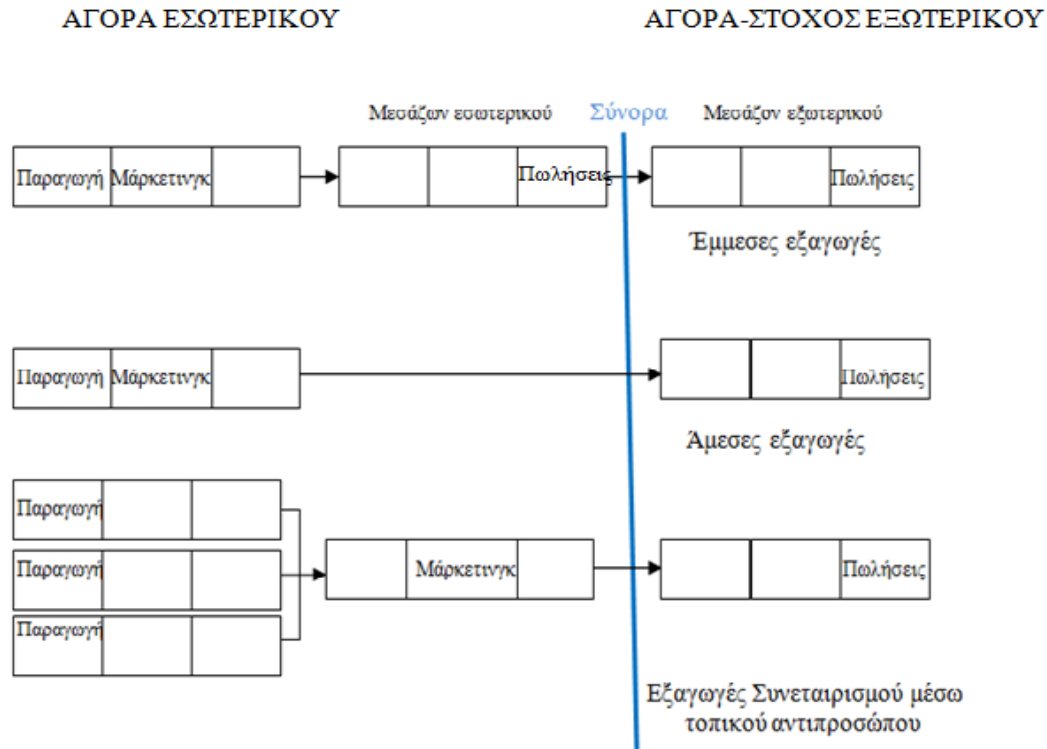 ΑΓΟΡΑ ΕΣΩΤΕΡΙΚΟΥ
ΑΓΟΡΑ-ΣΤΟΧΟΣ ΕΞΩΤΕΡΙΚΟΥ
Μεσάζων εσωτερικού
Σύνορα
Μεσάζον εξωτερικού
Παραγωγή
Μάρκετινγκ
Πωλήσεις
Πωλήσεις
Έμμεσες εξαγωγές
Παραγωγή
Μάρκετινγκ
Πωλήσεις
Άμεσες εξαγωγές
Παραγωγή
Παραγωγή
Παραγωγή
Μάρκετινγκ
Πωλήσεις
Εξαγωγές Συνεταιρισμού μέσω
τοπικού αντιπροσώπου